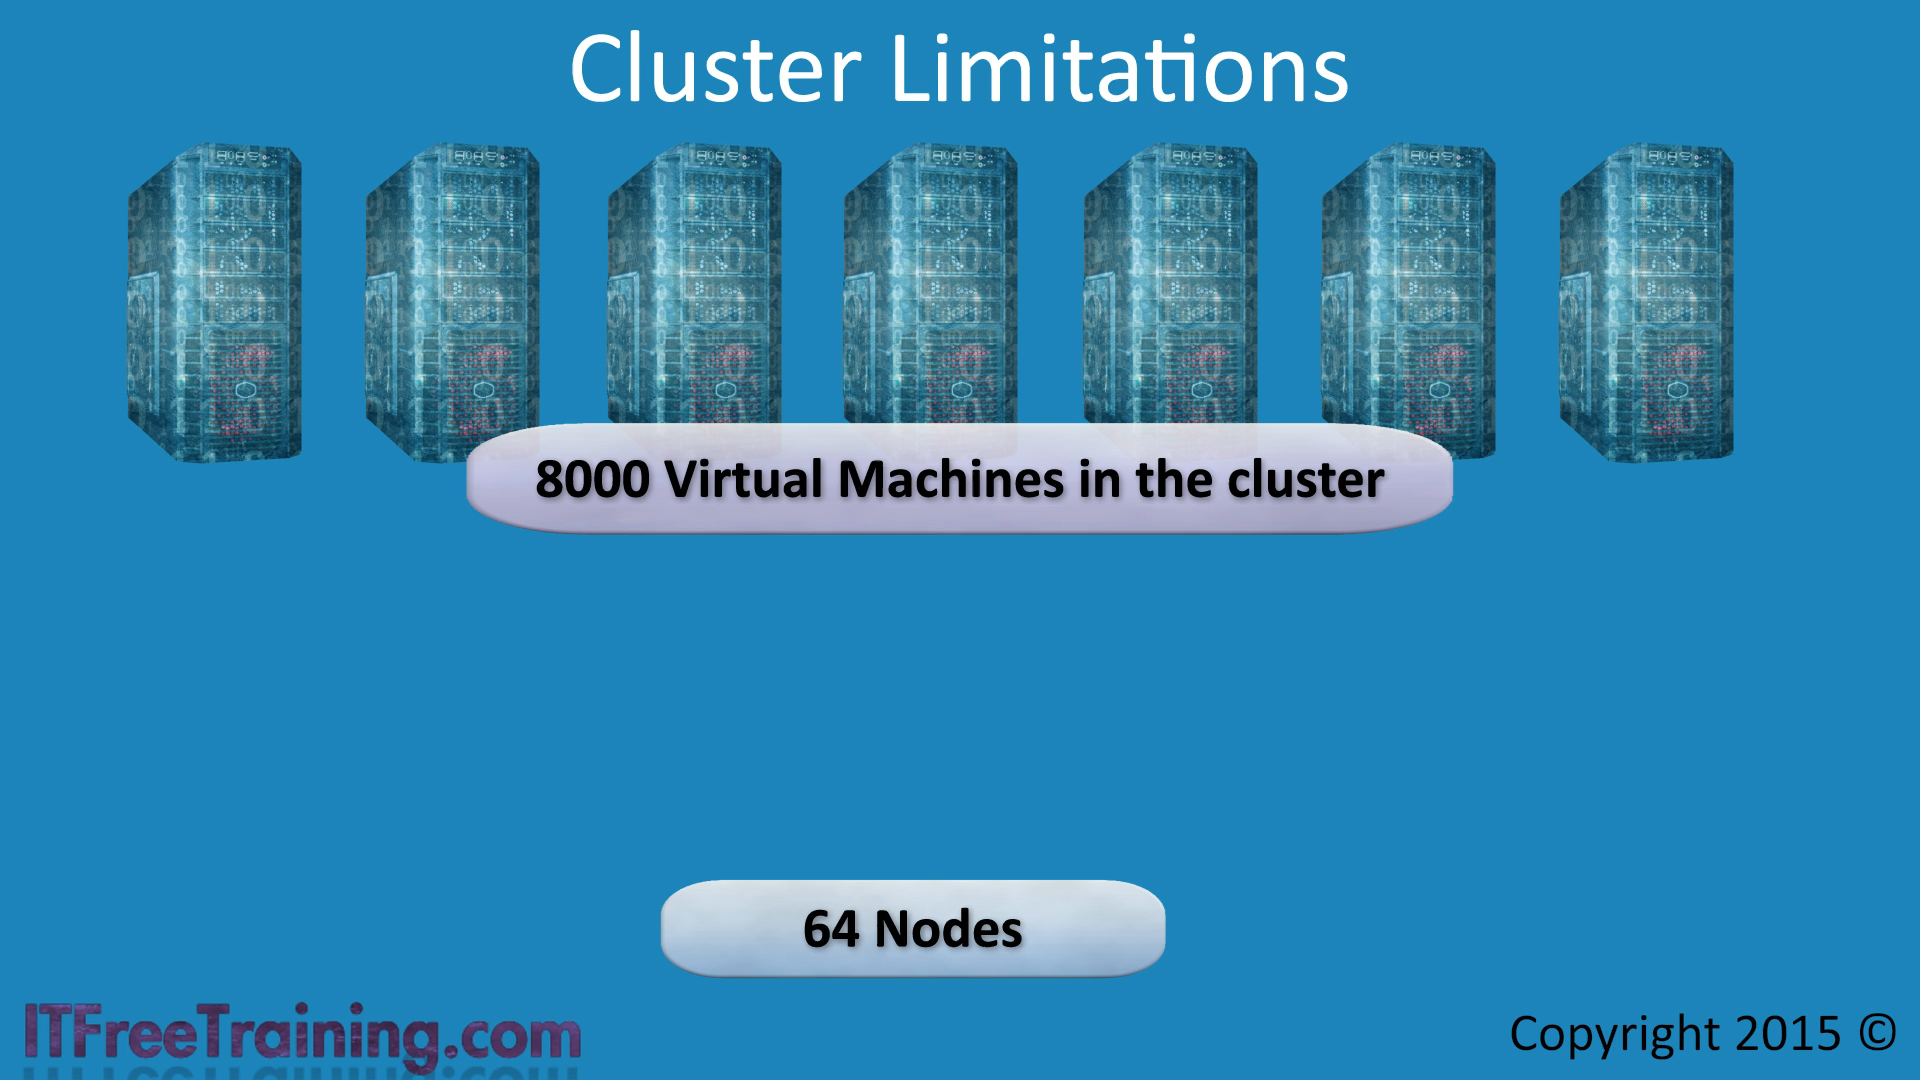 Cluster Limitations
8000 Virtual Machines in the cluster
64 Nodes
ITFreeTraining.com
Copyright 2015 ©